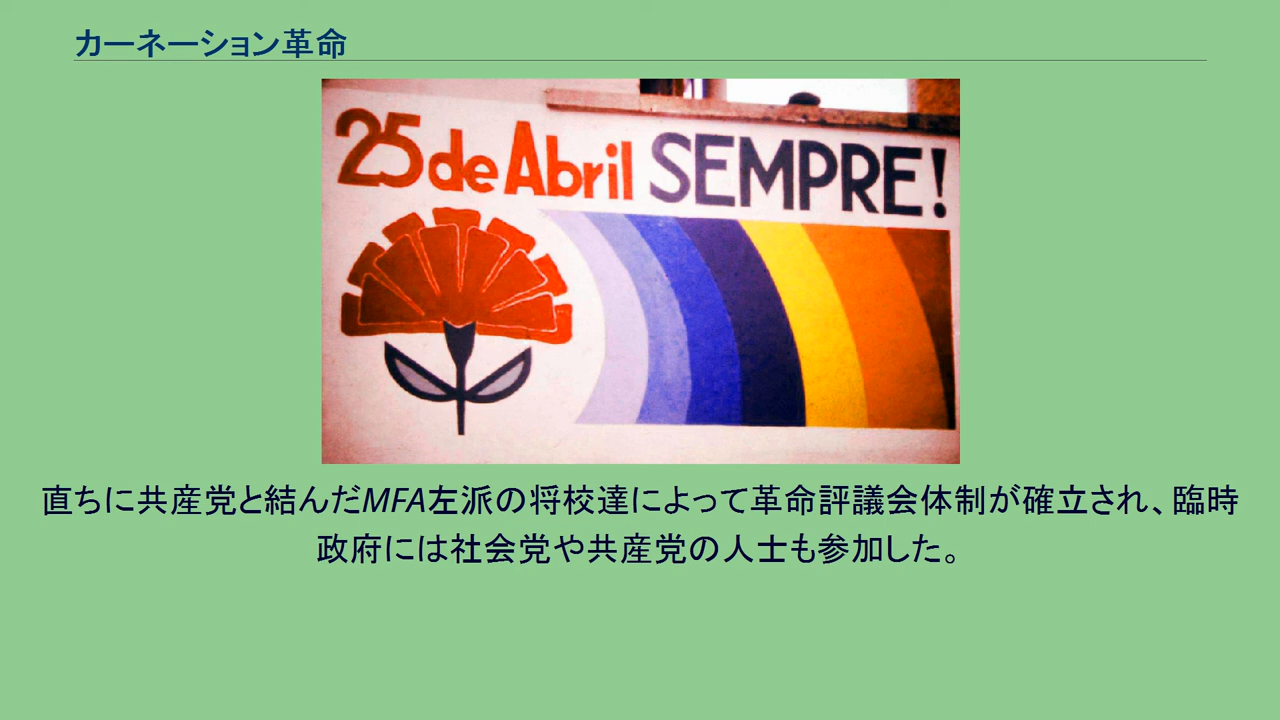 カーネーション革命
25 de Abril SEMPRE!
直ちに共産党と結んだMFA左派の将校達によって革命評議会体制が確立され、臨時
政府には社会党や共産党の人士も参加した。